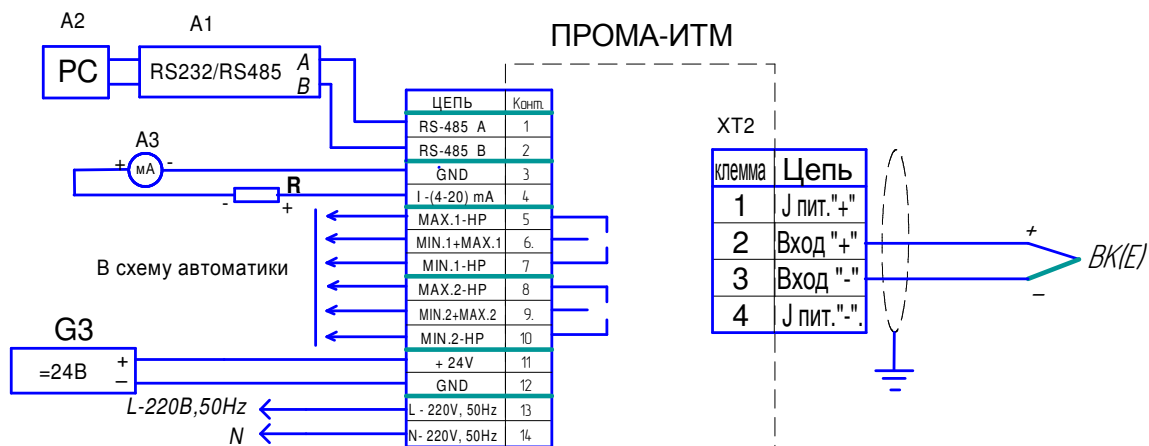 A2
A1
ПРОМА-ИТМ
PC
RS232/RS485
A
B
ЦЕПЬ Конт.
RS-485 A 1
RS-485 B 2
GND 3
I -(4-20) mA 4
MAX.1-HP 5
MIN.1+MAX.1 6.
MIN.1-HP 7
MAX.2-HP 8
MIN.2+MAX.2 9.
MIN.2-HP 10
+ 24V 11
GND 12
L - 220V, 50Hz 13
N- 220V, 50Hz 14
A3
+ мА -
R
- +
В схему автоматики
G3
=24В
+
–
L-220В,50Hz
N
XT2
клемма Цепь
1 J пит."+"
2 Вход "+"
3 Вход "-"
4 J пит."-".
+
–
BK(E)